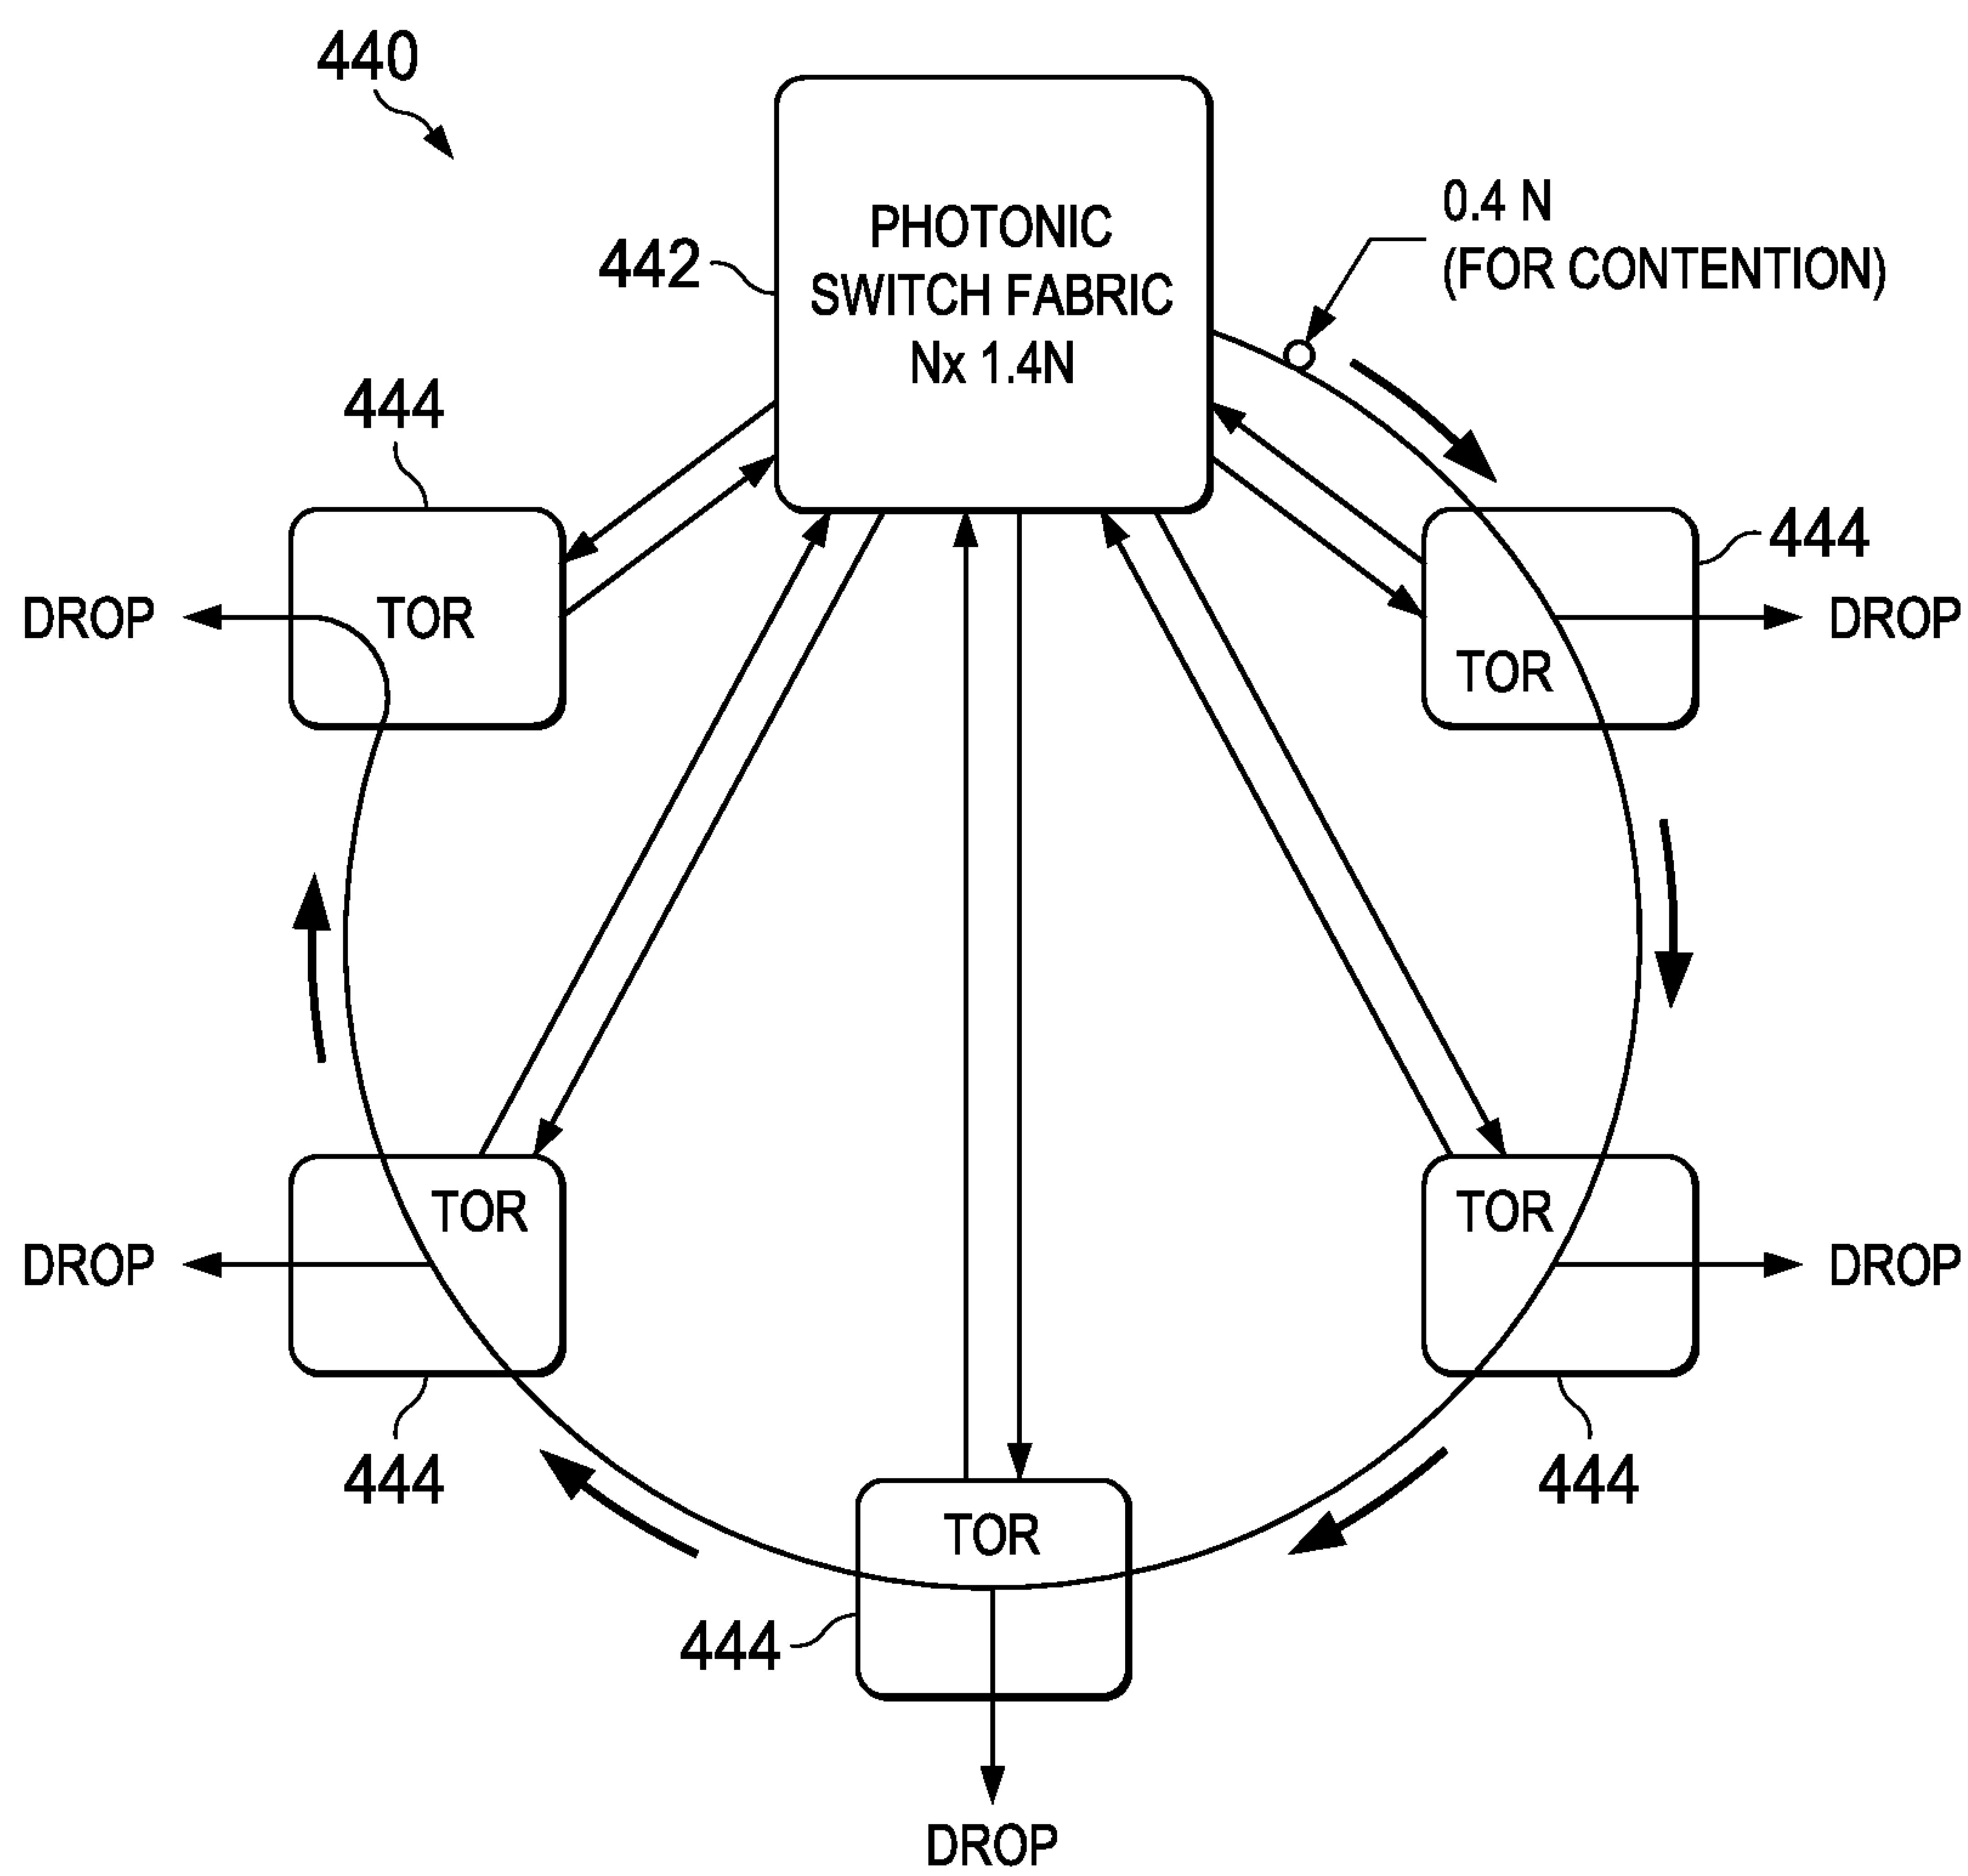 440
PHOTONIC
SWITCH FABRIC
Nx 1.4N
442
0.4 N
(FOR CONTENTION)
444
444
DROP
TOR
TOR
DROP
TOR
TOR
DROP
DROP
444
444
TOR
444
DROP